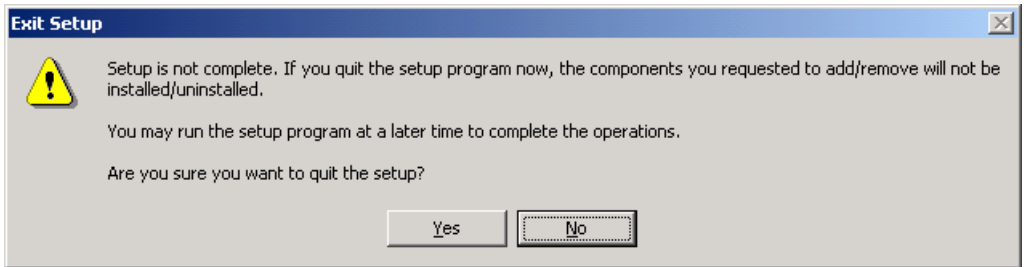 Exit Setup
Setup is not complete. If you quit the setup program now, the components you requested to add/remove will not be
installed/uninstalled.
You may run the setup program at a later time to complete the operations.
Are you sure you want to quit the setup?
Yes No